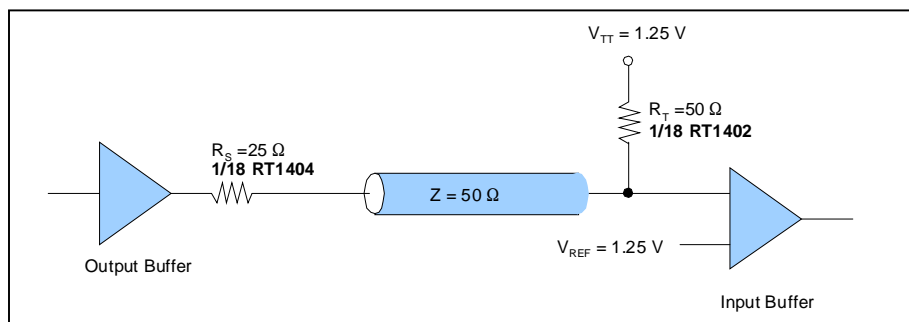 V_TT = 1.25 V
R_T =50 Ω
1/18 RT1402
R_S =25 Ω
1/18 RT1404
Z = 50 Ω
V_REF = 1.25 V
Output Buffer
Input Buffer